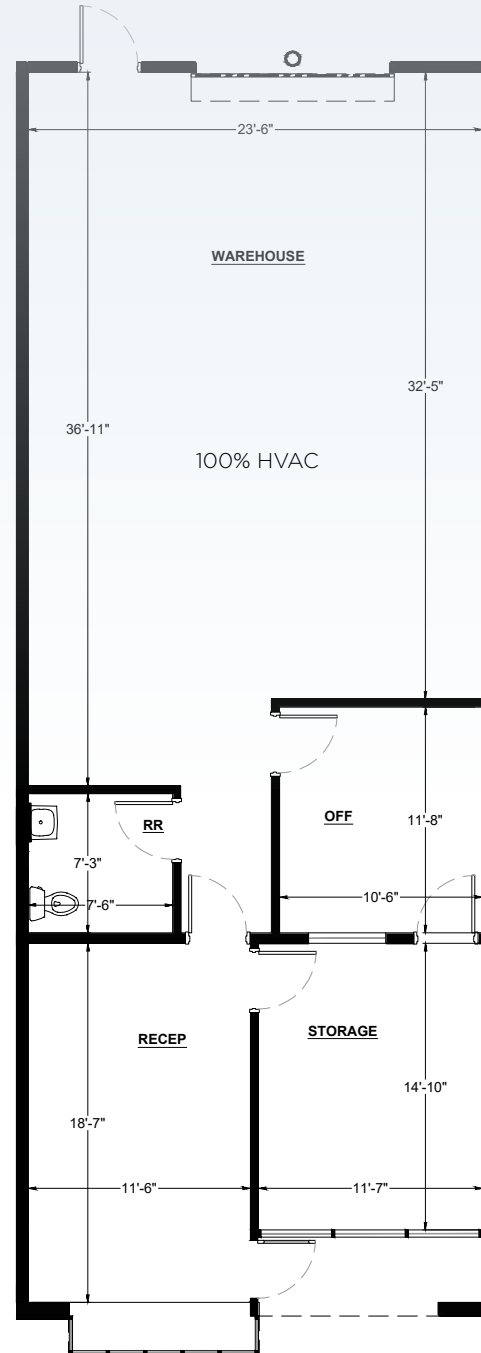 23'-6"
WAREHOUSE
32'-5"
36'-11"
100% HVAC
OFF
RR
11'-8"
7'-3"
10'-6"
7'-6"
STORAGE
RECEP
14'-10"
18'-7"
11'-6"
11'-7"